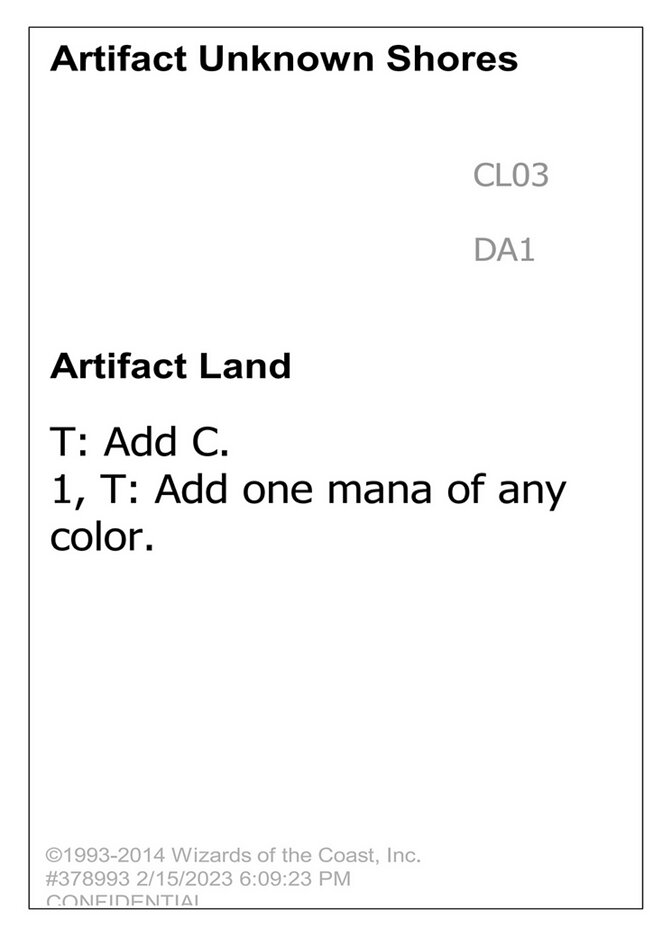 Artifact Unknown Shores
CL03
DA1
Artifact Land
T: Add C.
1, T: Add one mana of any
color.
©1993-2014 Wizards of the Coast, Inc.
#378993 2/15/2023 6:09:23 PM
CONFIDENTIAL